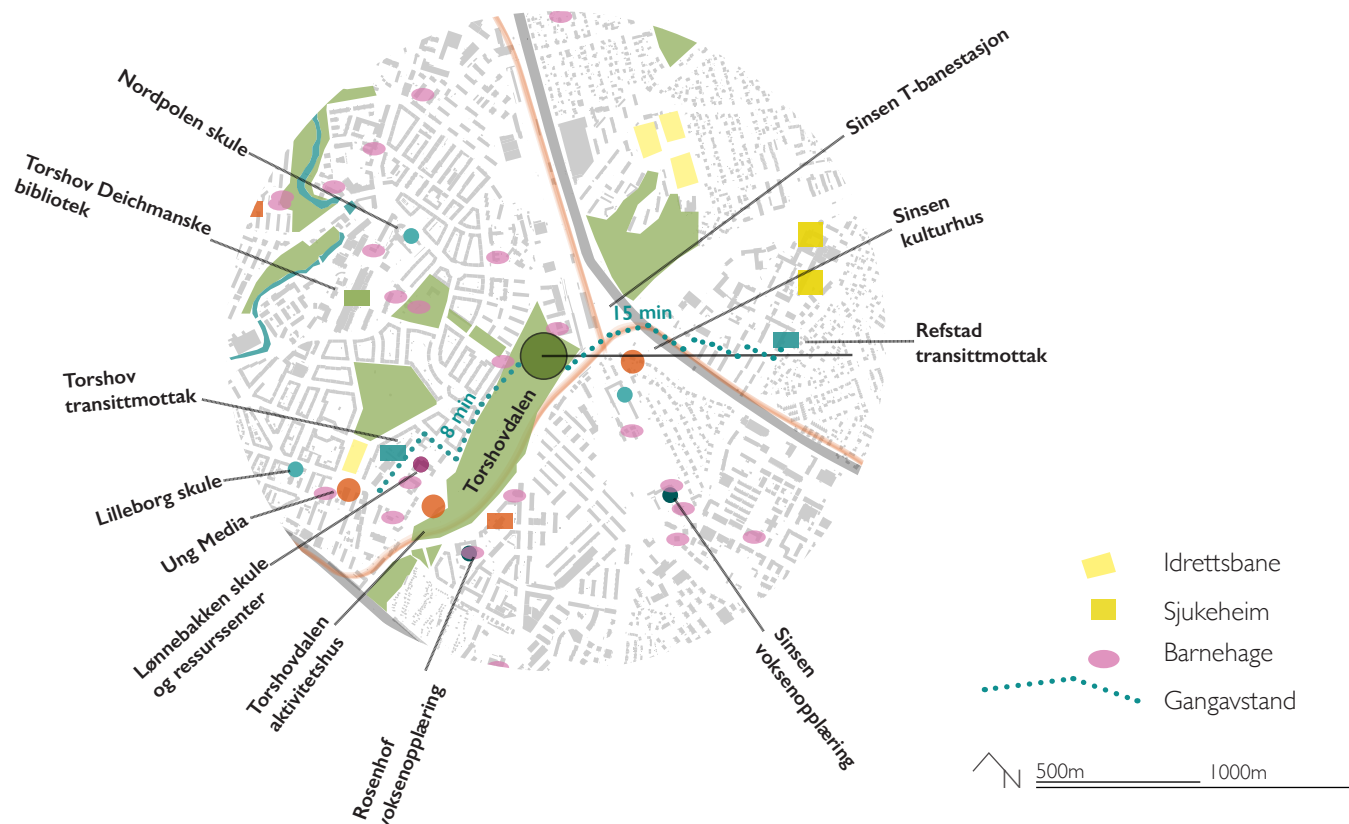 Nordpolen skule
Torshov Deichmanske
bibliotek
Torshov
transittmottak
Lilleborg skule
Ung Media
Lønnebakken skule
og ressurssenter
Torshovdalen
aktivitetshus
Rosenhof
voksenopplæring
Sinsen
voksenopplæring
Refstad
transittmottak
Sinsen
kulturhus
Sinsen T-banestasjon
15 min
8 min
Torshovdalen
Idrettsbane
Sjukeheim
Barnehage
Gangavstand
N
500m
1000m